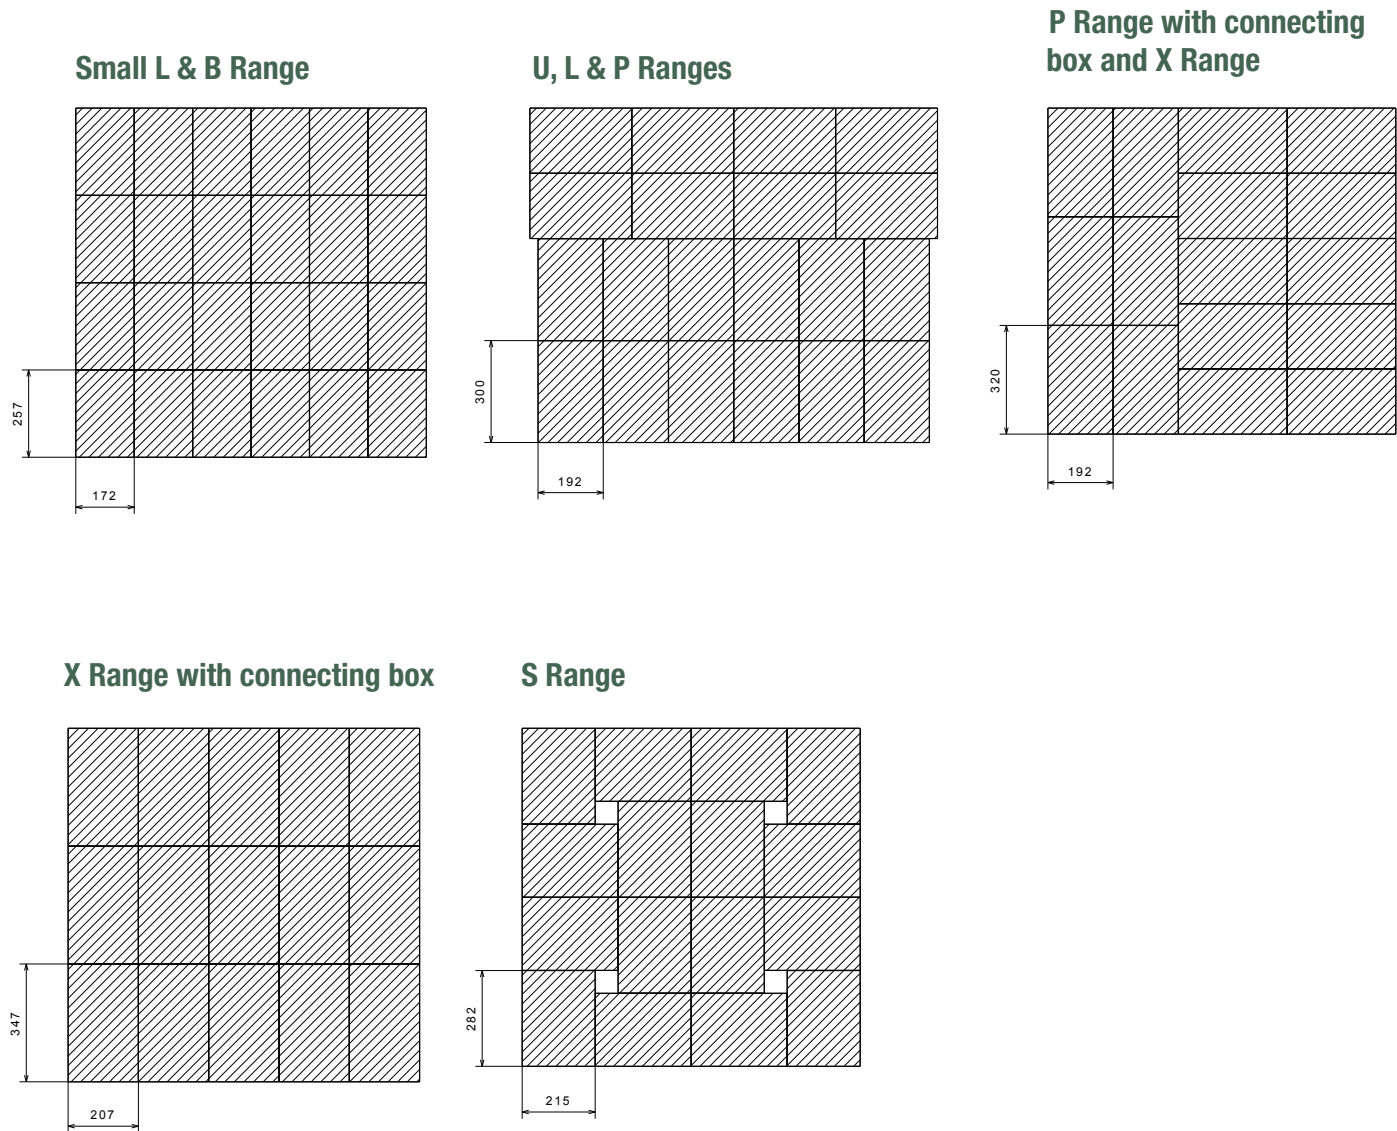 Small L & B Range
257
172
U, L & P Ranges
300
192
P Range with connecting
box and X Range
320
192
X Range with connecting box
347
207
S Range
282
215